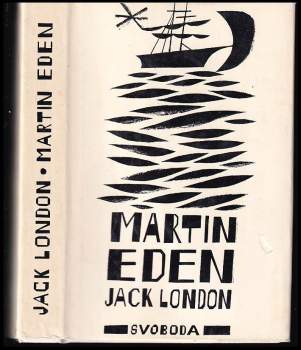 JACK LONDON • MARTIN EDEN
MARTIN
EDEN
JACK LONDON
SVOBODA